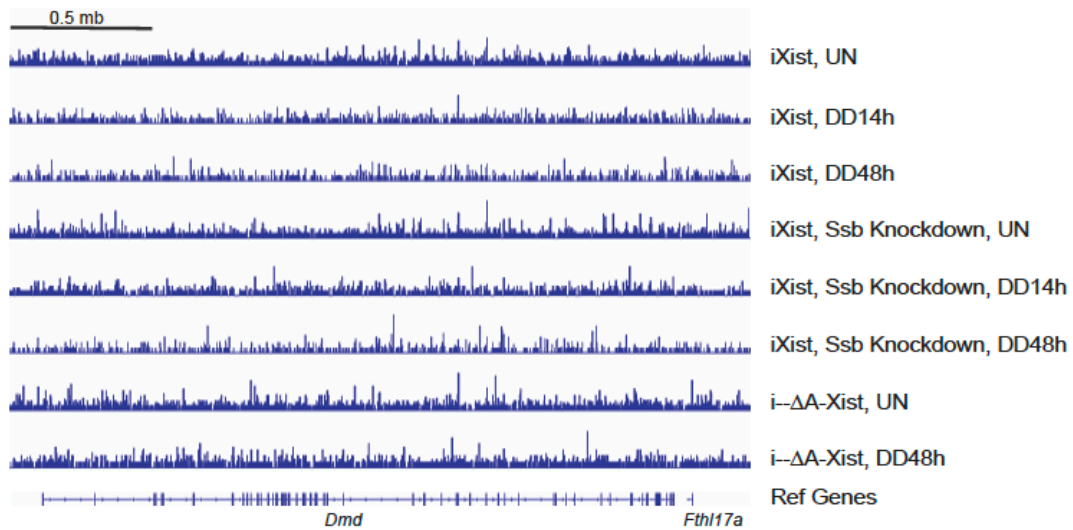 0.5 mb
iXist, UN
iXist, DD14h
iXist, DD48h
iXist, Ssb Knockdown, UN
iXist, Ssb Knockdown, DD14h
iXist, Ssb Knockdown, DD48h
i--ΔA-Xist, UN
i--ΔA-Xist, DD48h
Ref Genes
Dmd Fthl17a